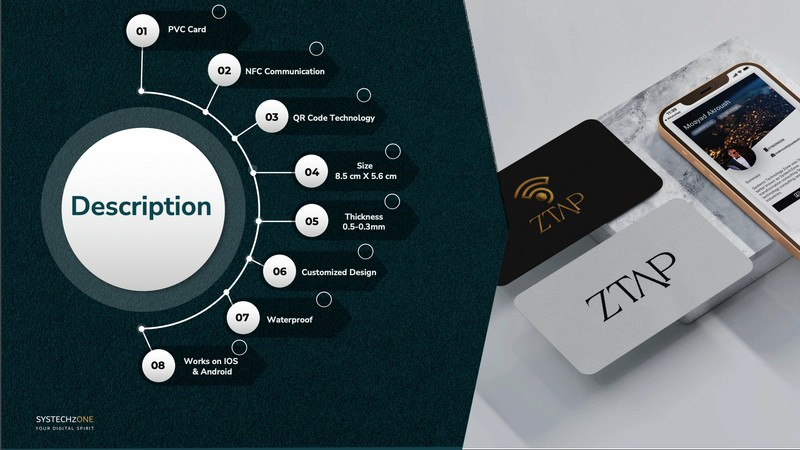 Description
01
PVC Card
02
NFC Communication
03
QR Code Technology
04
Size
8.5 cm X 5.6 cm
05
Thickness
0.5-0.3mm
06
Customized Design
07
Waterproof
08
Works on IOS
& Android
SYSTECHZONE
YOUR DIGITAL SPIRIT
ZTAP
ZTAP
Moayad Akroush